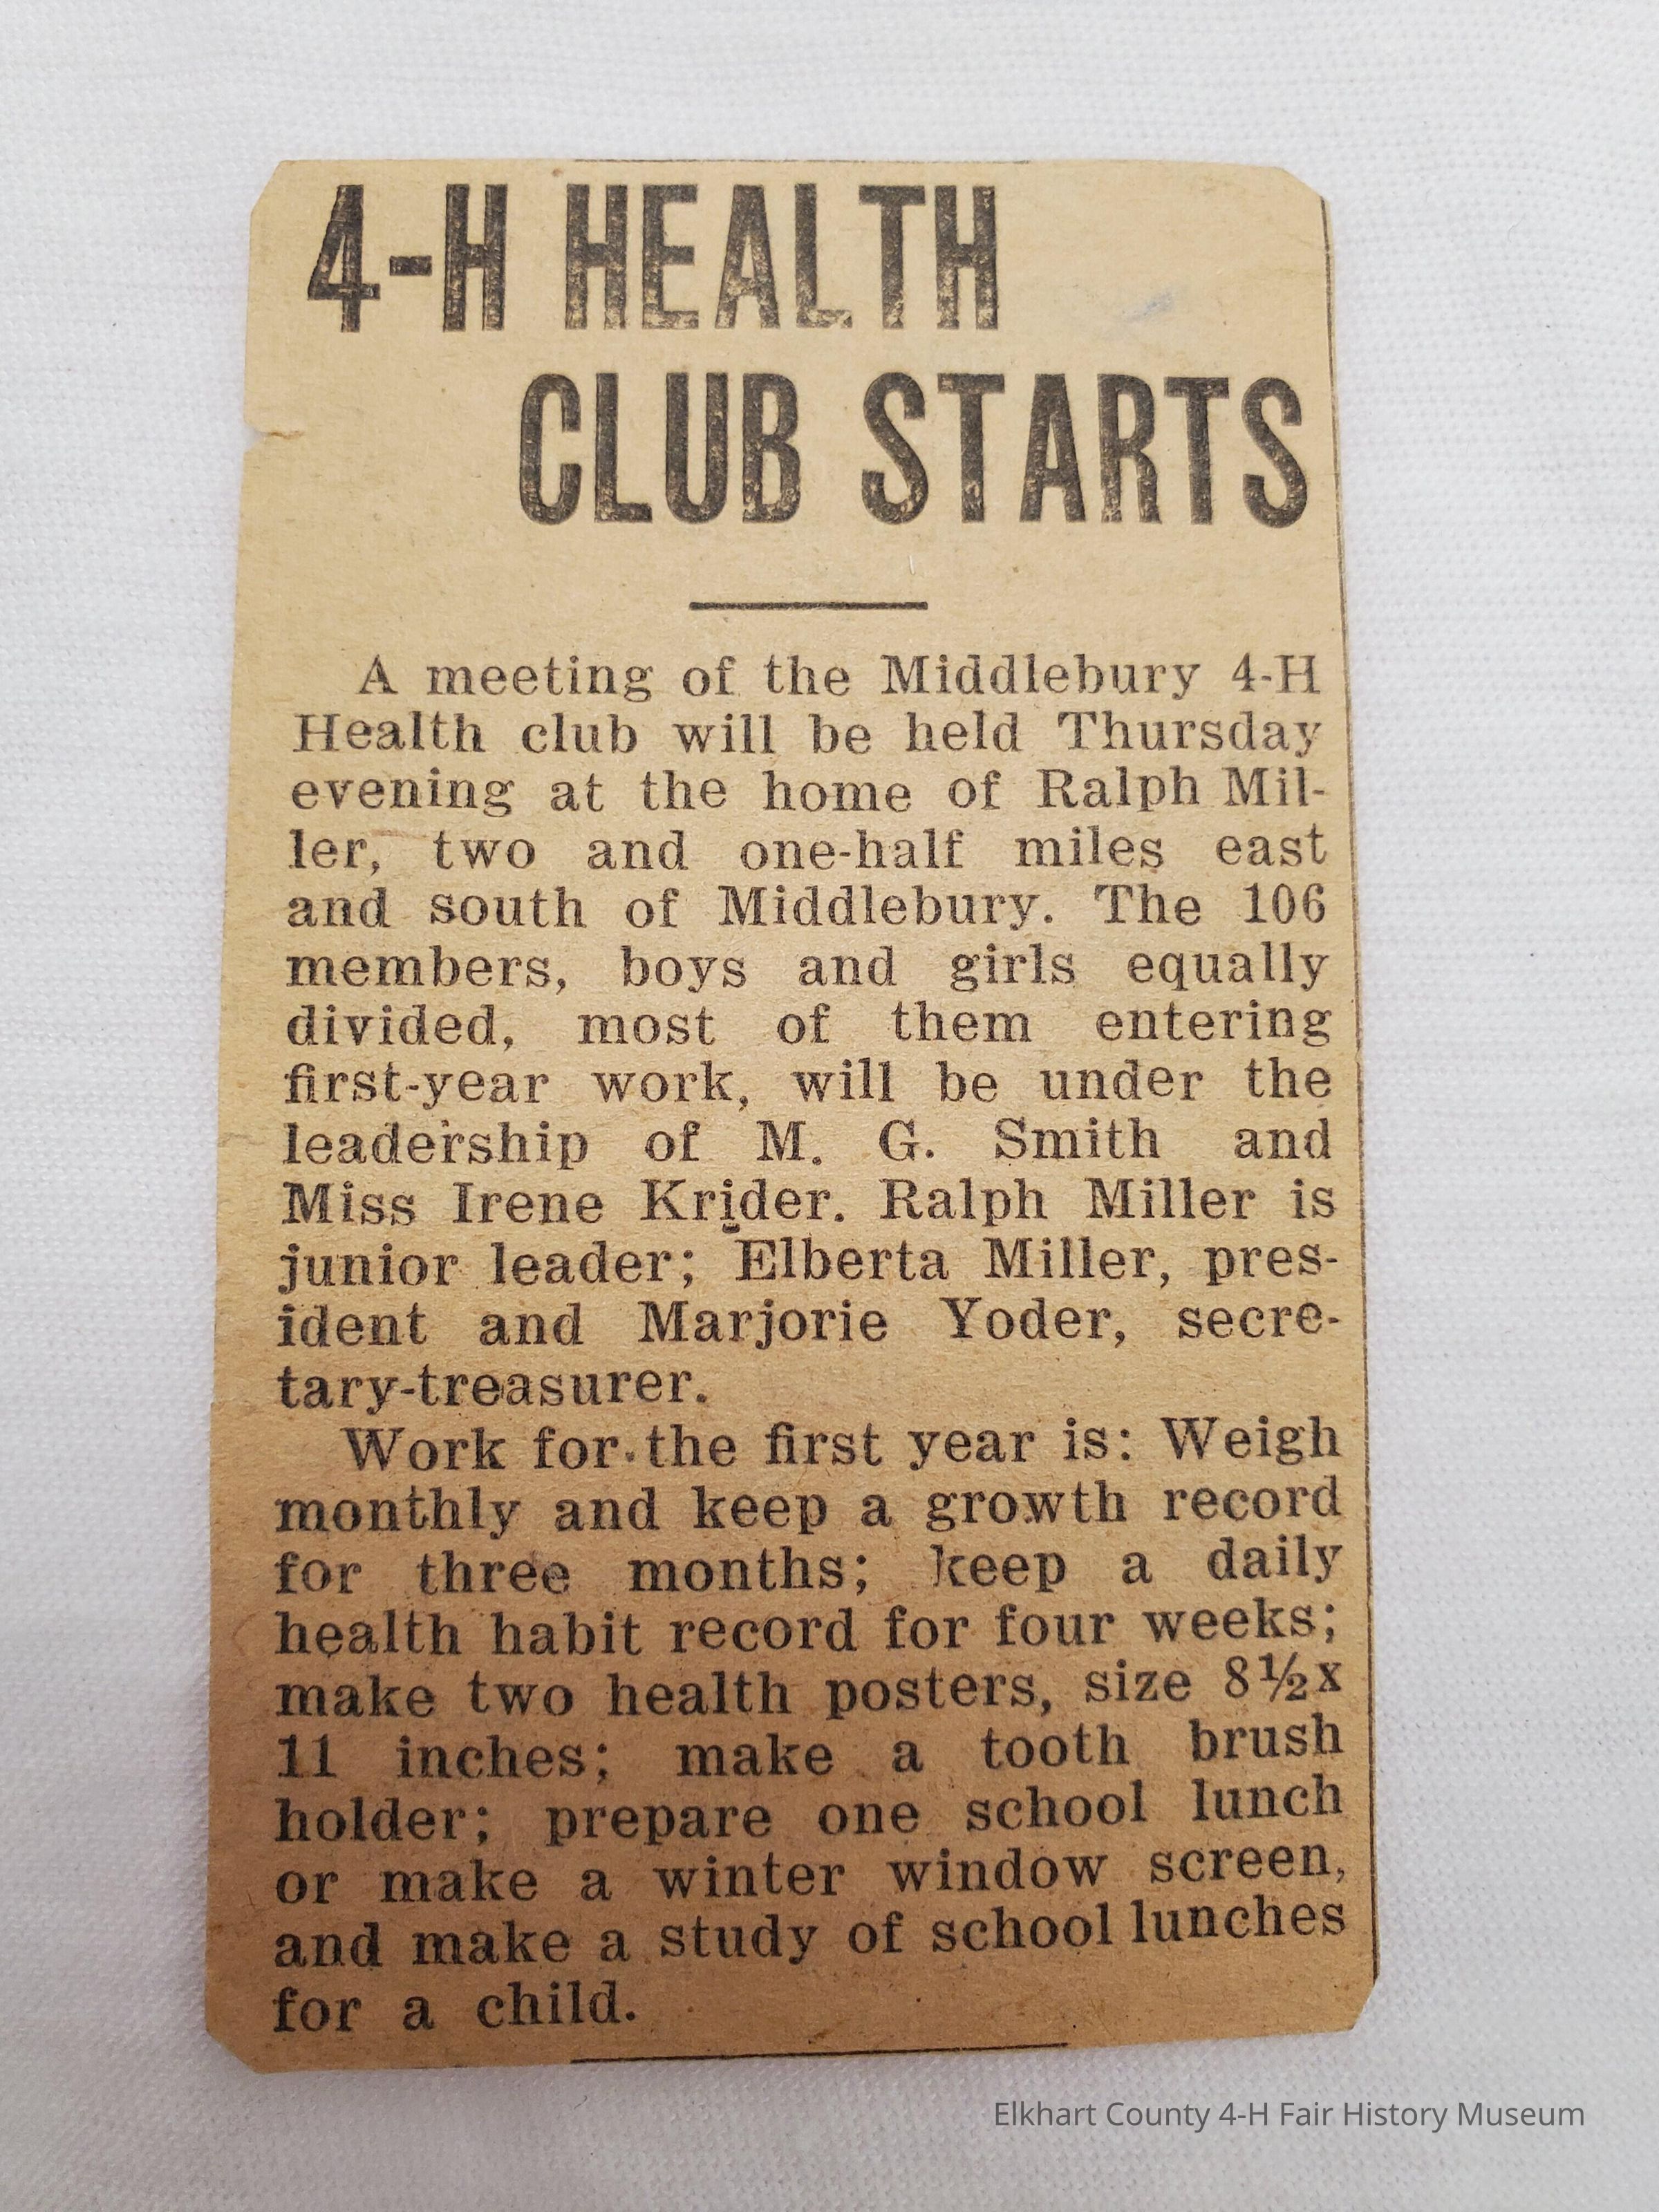 4-H HEALTH
CLUB STARTS
A meeting of the Middlebury 4-H
Health club will be held Thursday
evening at the home of Ralph Mil-
ler, two and one-half miles east
and south of Middlebury. The 106
members, boys and girls equally
divided, most of them entering
first-year work, will be under the
leadership of M. G. Smith and
Miss Irene Krider. Ralph Miller is
junior leader; Elberta Miller, pres-
ident and Marjorie Yoder, secre-
tary-treasurer.
Work for the first year is: Weigh
monthly and keep a growth record
for three months; keep a daily
health habit record for four weeks;
make two health posters, size 8½x
11 inches; make a tooth brush
holder; prepare one school lunch
or make a winter window screen,
and make a study of school lunches
for a child.
Elkhart County 4-H Fair History Museum